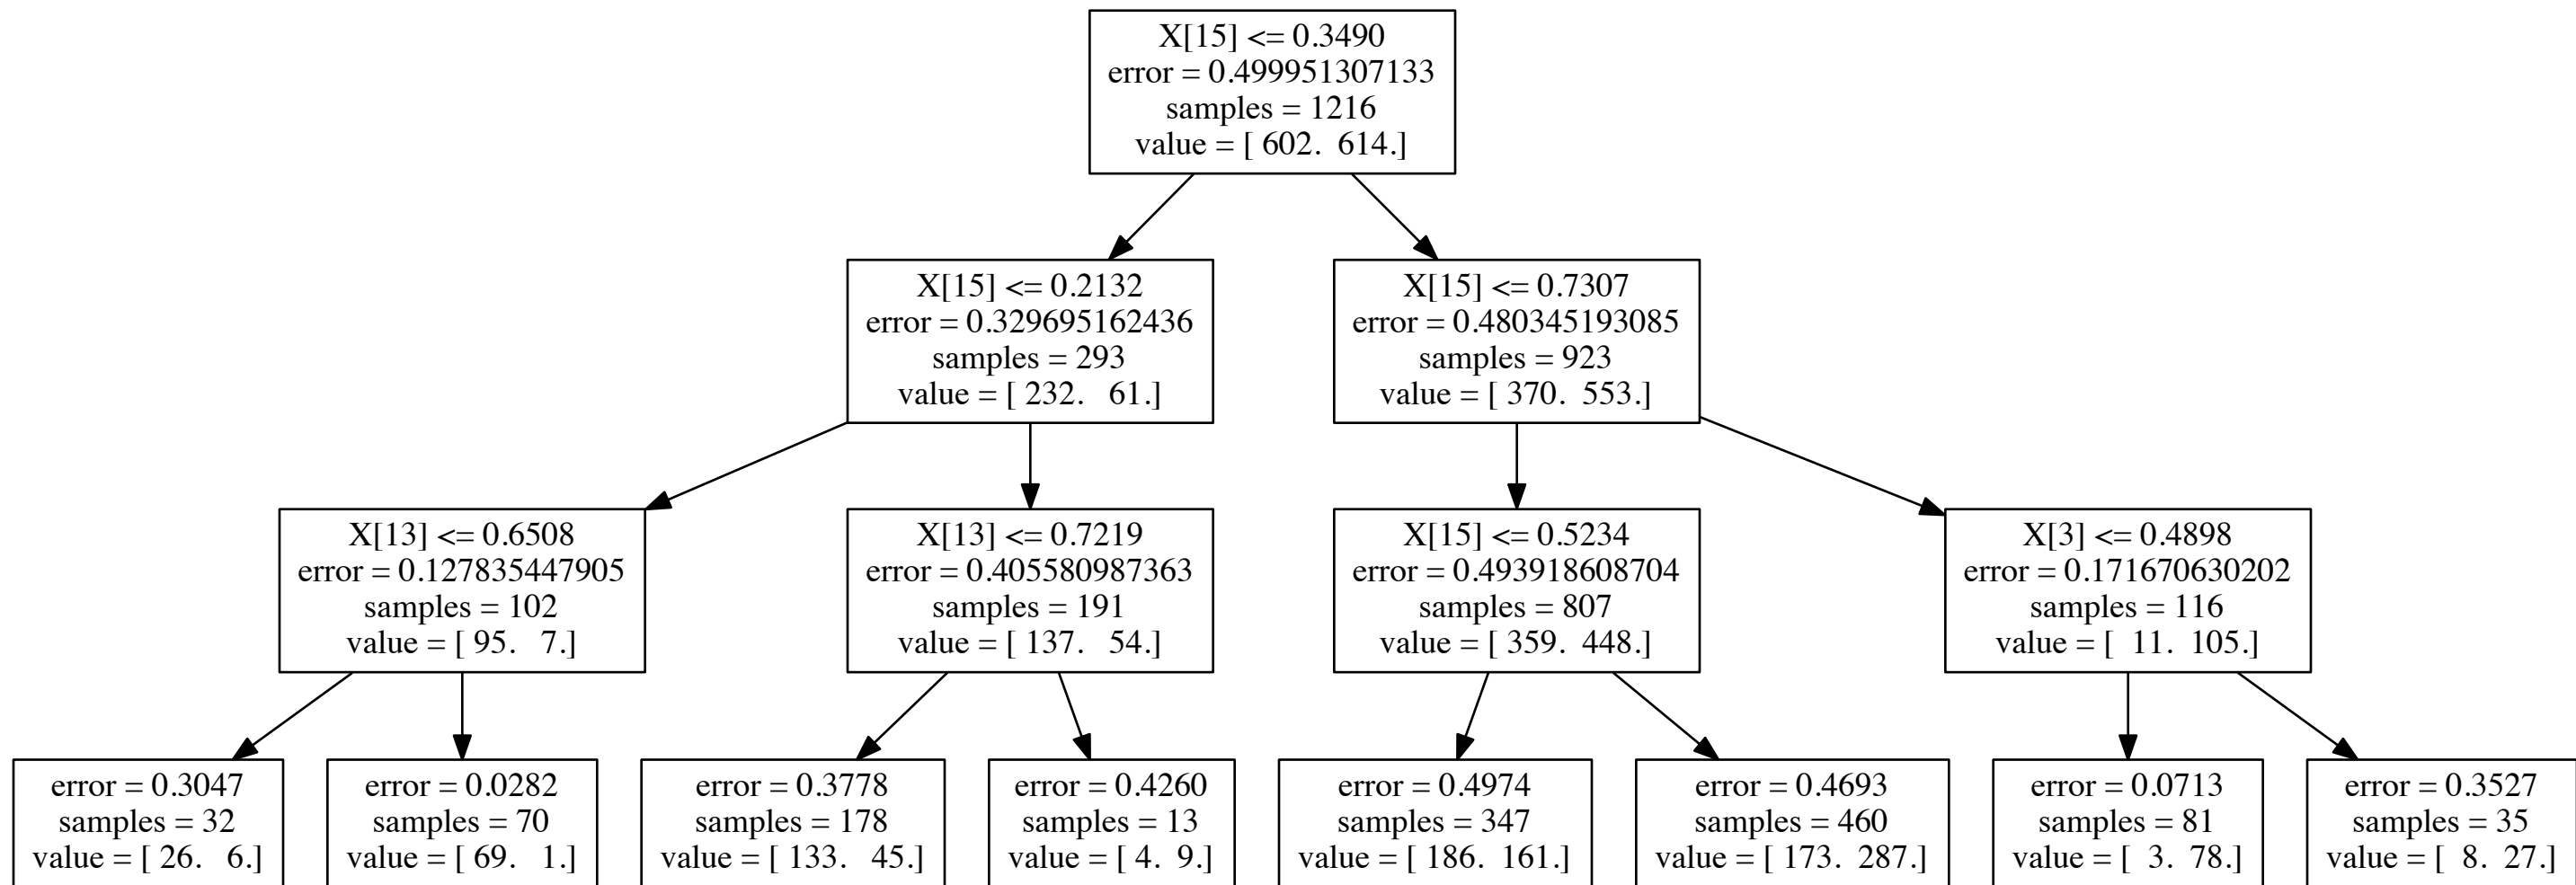 X[15] <= 0.3490
error = 0.499951307133
samples = 1216
value = [ 602.  614.]
X[15] <= 0.2132
error = 0.329695162436
samples = 293
value = [ 232.   61.]
X[15] <= 0.7307
error = 0.480345193085
samples = 923
value = [ 370.  553.]
X[13] <= 0.6508
error = 0.127835447905
samples = 102
value = [ 95.   7.]
X[13] <= 0.7219
error = 0.405580987363
samples = 191
value = [ 137.   54.]
X[15] <= 0.5234
error = 0.493918608704
samples = 807
value = [ 359.  448.]
X[3] <= 0.4898
error = 0.171670630202
samples = 116
value = [  11.  105.]
error = 0.3047
samples = 32
value = [ 26.   6.]
error = 0.0282
samples = 70
value = [ 69.   1.]
error = 0.3778
samples = 178
value = [ 133.   45.]
error = 0.4260
samples = 13
value = [ 4.  9.]
error = 0.4974
samples = 347
value = [ 186.  161.]
error = 0.4693
samples = 460
value = [ 173.  287.]
error = 0.0713
samples = 81
value = [  3.  78.]
error = 0.3527
samples = 35
value = [  8.  27.]